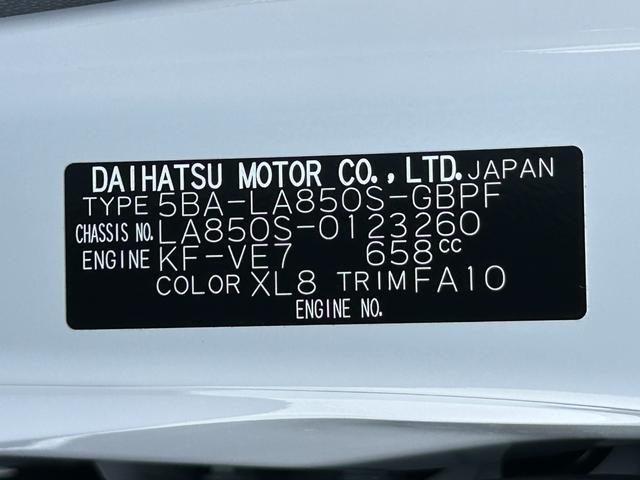 DAIHATSU MOTOR CO.,LTD. JAPAN
TYPE 5BA-LA850S-GBPF
CHASSIS NO. LA850S-0123260
ENGINE KF-VE7 658cc
COLOR XL8 TRIM FA10
ENGINE NO.